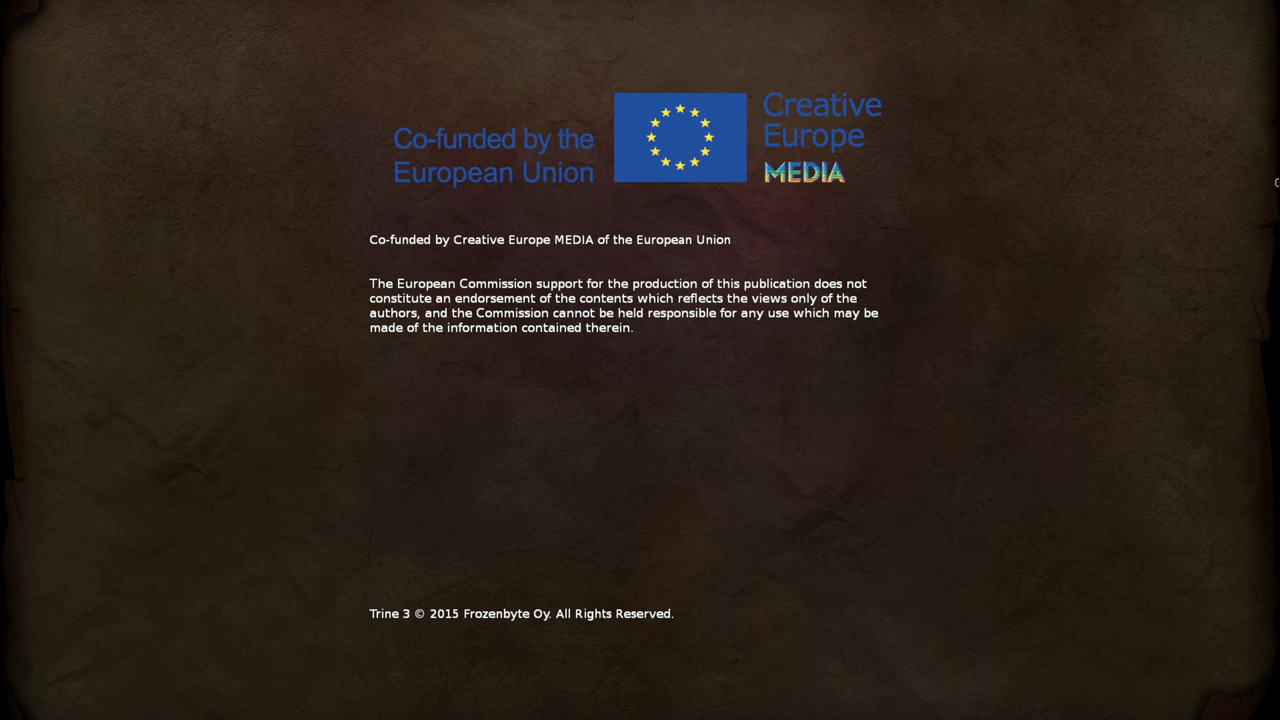 Co-funded by the
European Union
Creative
Europe
MEDIA
Co-funded by Creative Europe MEDIA of the European Union
The European Commission support for the production of this publication does not
constitute an endorsement of the contents which reflects the views only of the
authors, and the Commission cannot be held responsible for any use which may be
made of the information contained therein.
Trine 3 © 2015 Frozenbyte Oy. All Rights Reserved.